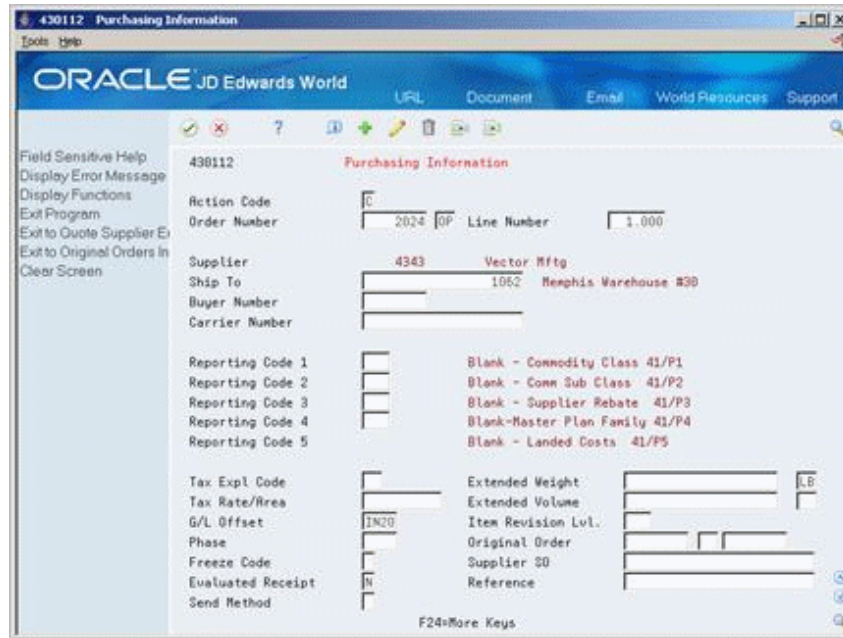 430112 Purchasing Information
Tools Help
ORACLE JD Edwards World
URL Document Email World Resources Support
?
Field Sensitive Help
Display Error Message
Display Functions
Exit Program
Exit to Quote Supplier Ex
Exit to Original Orders In
Clear Screen
430112 Purchasing Information
Action Code C
Order Number 2024 OP Line Number 1.000
Supplier 4343 Vector Mftg
Ship To 1062 Memphis Warehouse #30
Buyer Number
Carrier Number
Reporting Code 1 Blank - Commodity Class 41/P1
Reporting Code 2 Blank - Comm Sub Class 41/P2
Reporting Code 3 Blank - Supplier Rebate 41/P3
Reporting Code 4 Blank-Master Plan Family 41/P4
Reporting Code 5 Blank - Landed Costs 41/P5
Tax Expl Code Extended Weight LB
Tax Rate/Area Extended Volume
G/L Offset IN20 Item Revision Lvl.
Phase Original Order
Freeze Code Supplier SO
Evaluated Receipt N Reference
Send Method
F24=More Keys